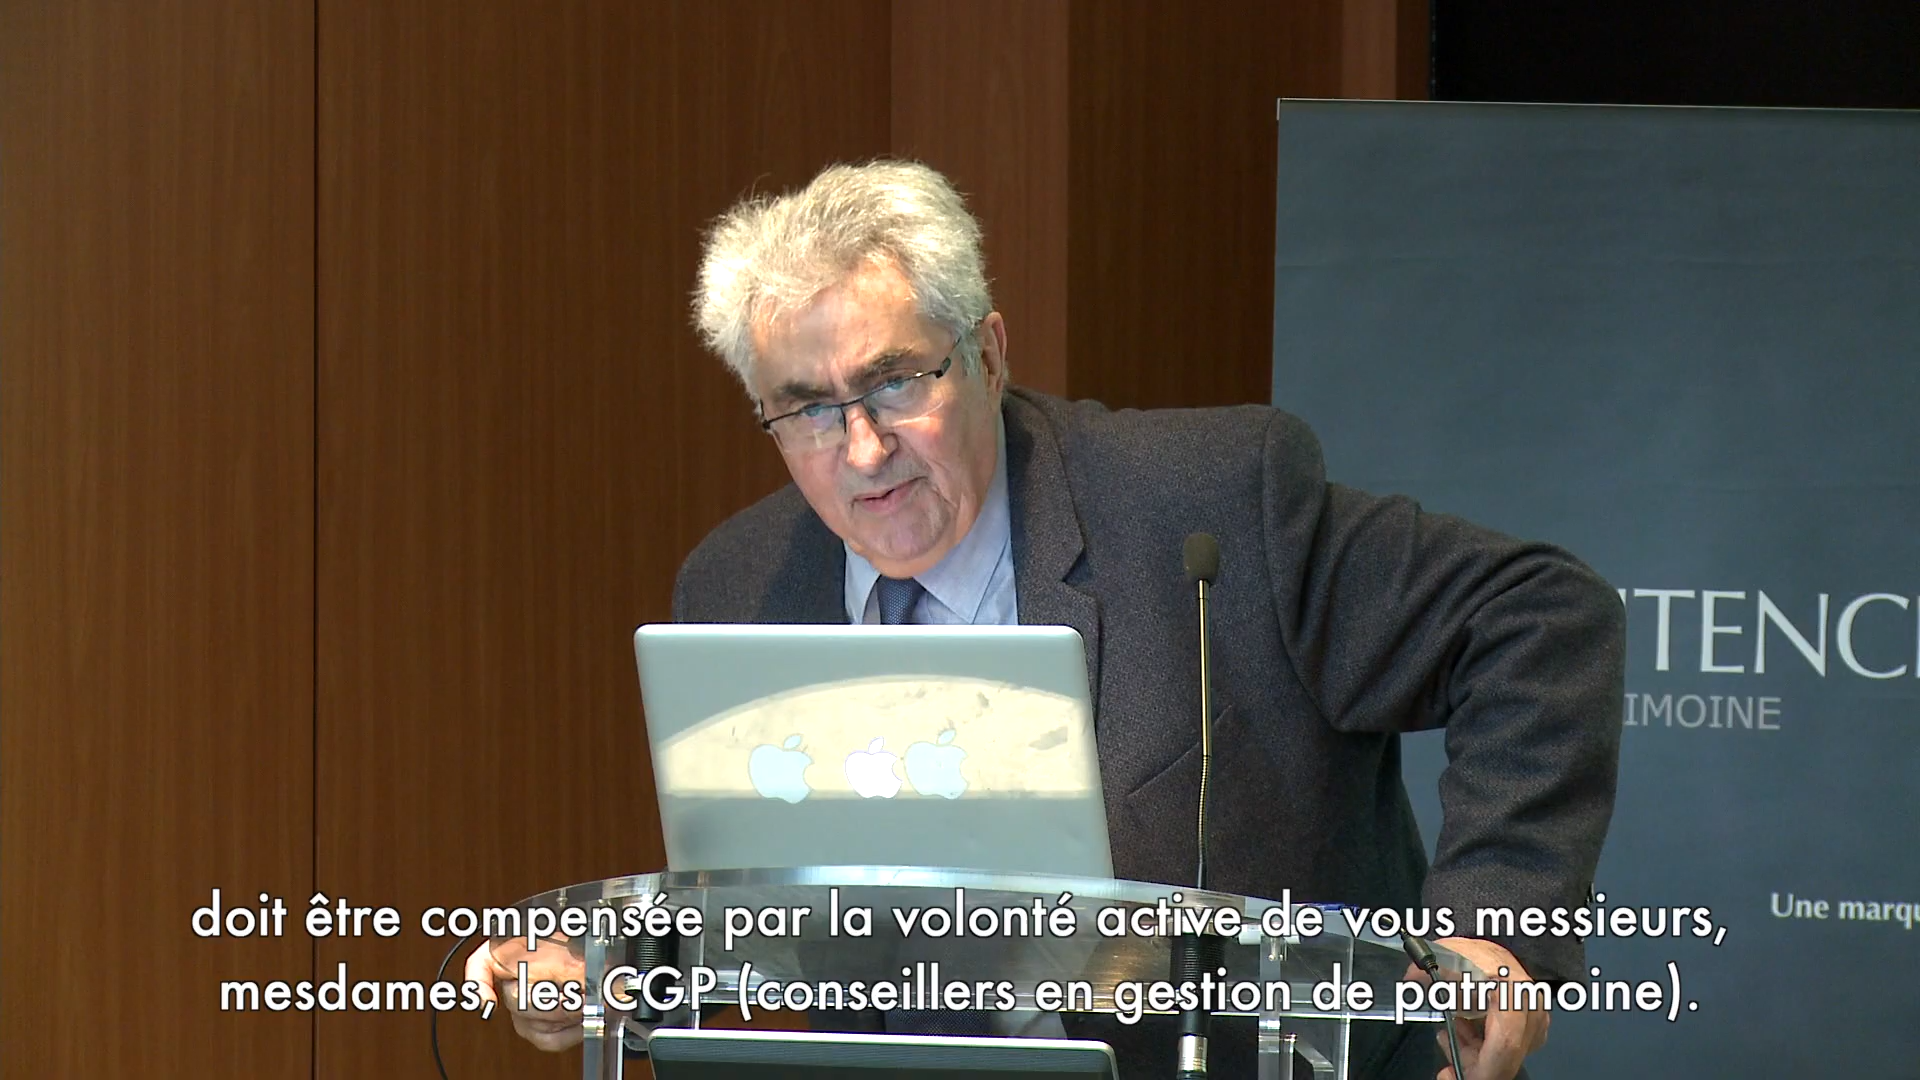 TENC
IMOINE
Une marqu
doit être compensée par la volonté active de vous messieurs,
mesdames, les CGP (conseillers en gestion de patrimoine).